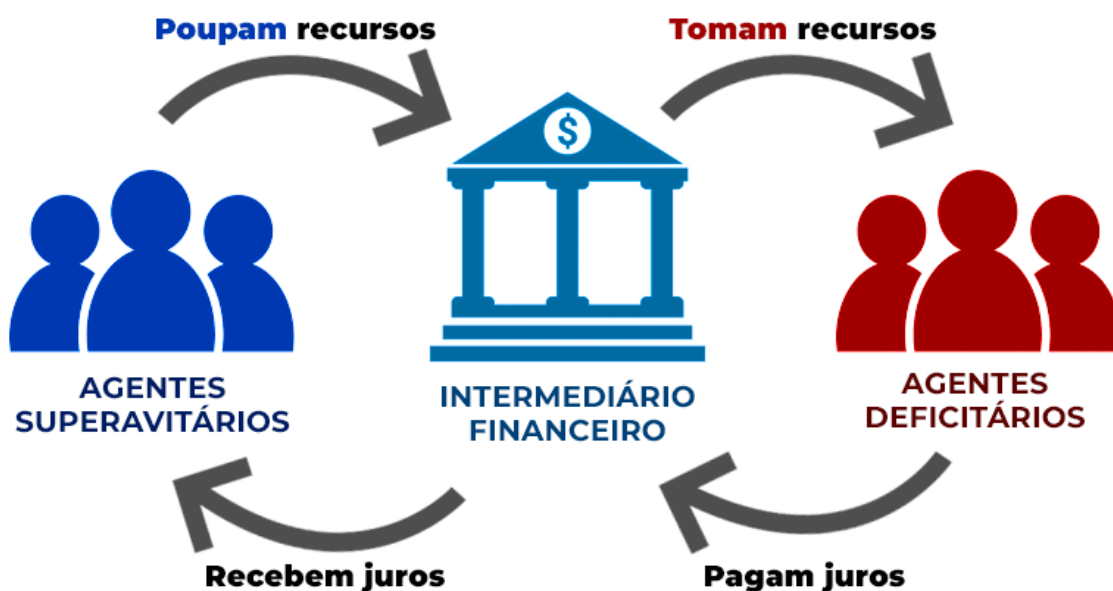 Poupam recursos
Tomam recursos
$
AGENTES
SUPERAVITÁRIOS
INTERMEDIÁRIO
FINANCEIRO
AGENTES
DEFICITÁRIOS
Recebem juros
Pagam juros